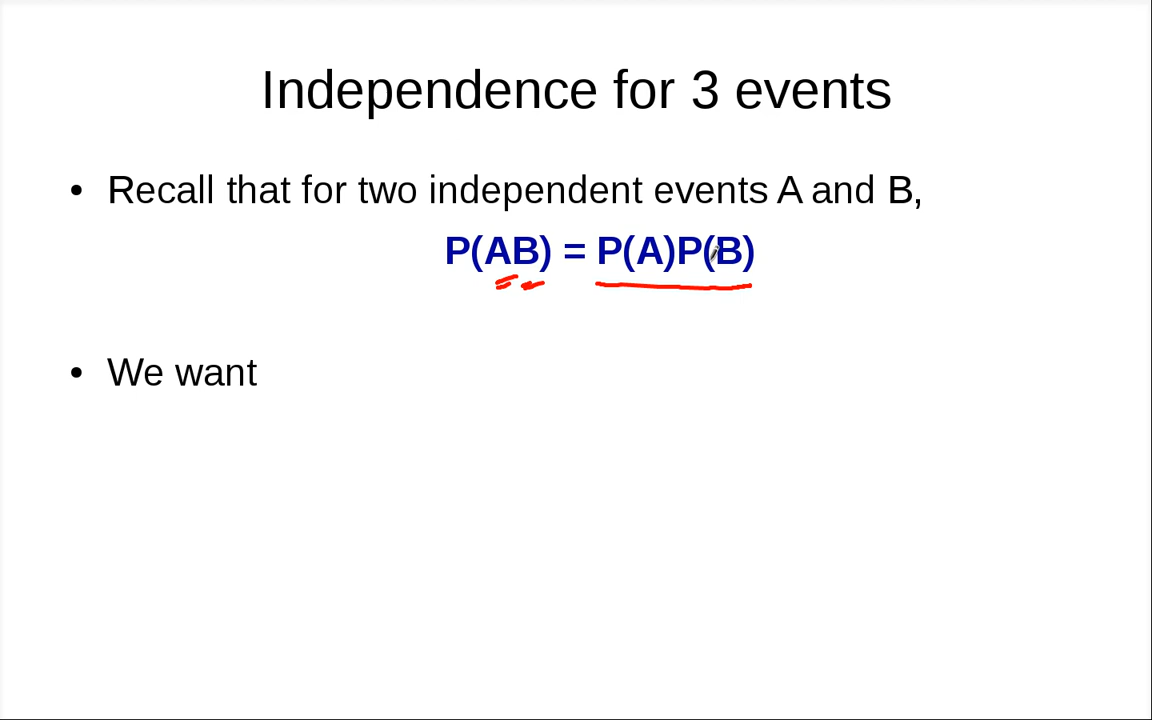 Independence for 3 events
• Recall that for two independent events A and B,
P(AB) = P(A)P(B)
• We want